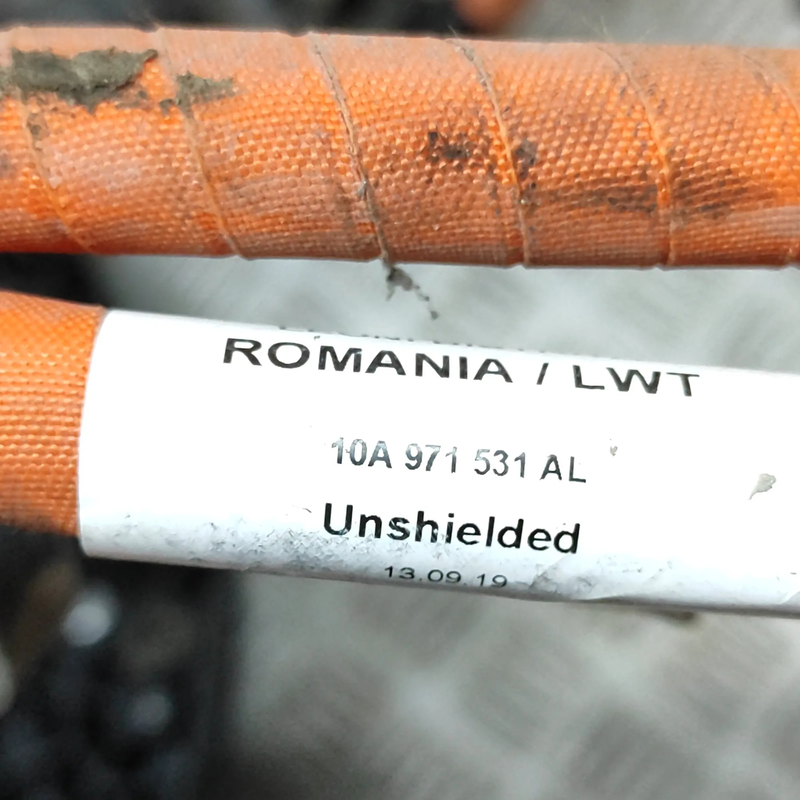 ROMANIA / LWT
10A 971 531 AL
Unshielded
13.09.19